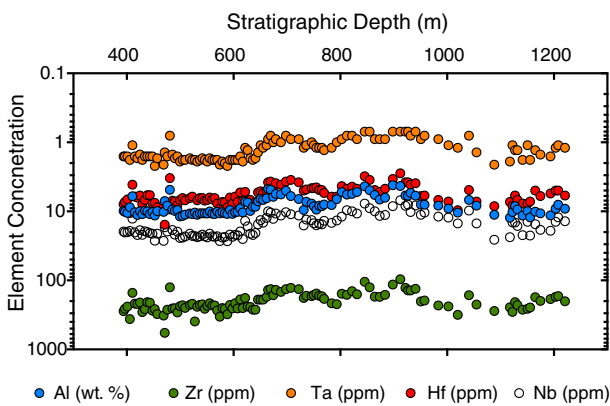 Stratigraphic Depth (m)
400 600 800 1000 1200
0.1
1
10
100
1000
Element Concnetration
Al (wt. %) Zr (ppm) Ta (ppm) Hf (ppm) Nb (ppm)